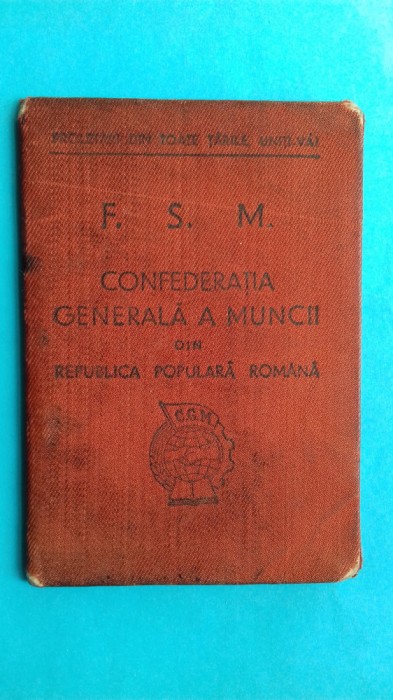 PROLETARI DIN TOATE ȚĂRILE, UNIȚI-VĂ!
F. S. M.
CONFEDERAȚIA
GENERALĂ A MUNCII
DIN
REPUBLICA POPULARĂ ROMÂNĂ
C.G.M.